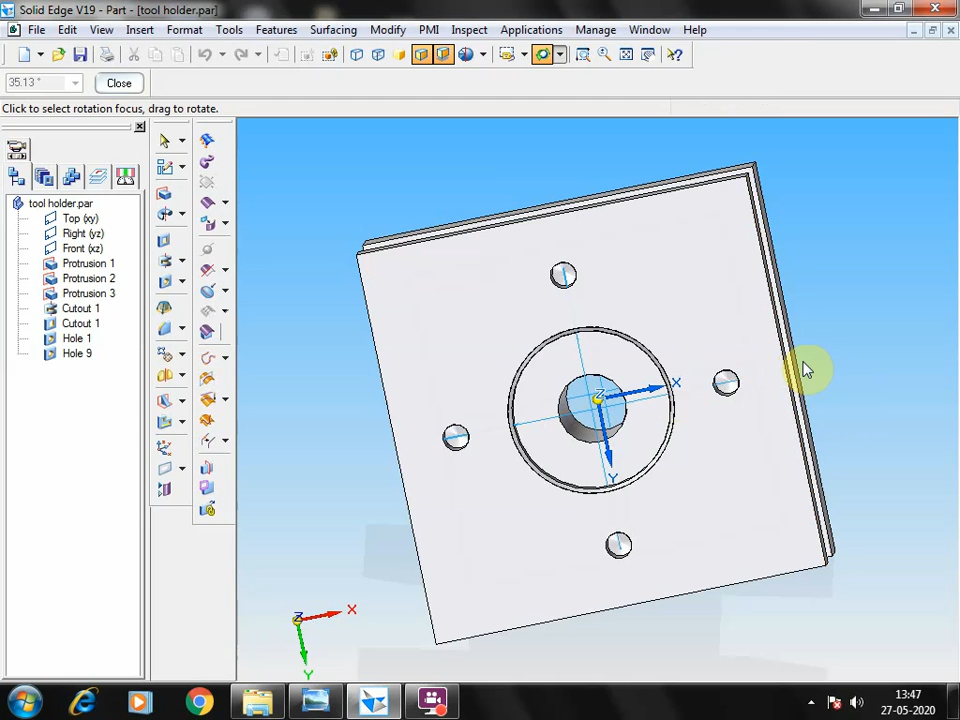 Solid Edge V19 - Part - [tool holder.par]
File Edit View Insert Format Tools Features Surfacing Modify PMI Inspect Applications Manage Window Help
35.13 ° Close
Click to select rotation focus, drag to rotate.
tool holder.par
Top (xy)
Right (yz)
Front (xz)
Protrusion 1
Protrusion 2
Protrusion 3
Cutout 1
Cutout 1
Hole 1
Hole 9
Z X
Y
Z X
Y
13:47
27-05-2020